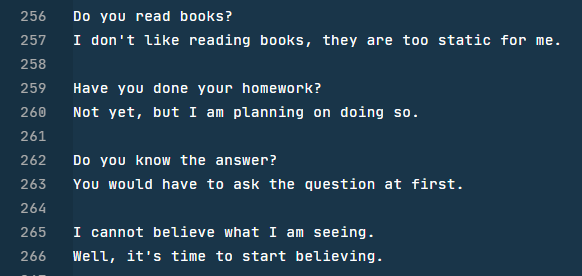 256 Do you read books?
257 I don't like reading books, they are too static for me.
258
259 Have you done your homework?
260 Not yet, but I am planning on doing so.
261
262 Do you know the answer?
263 You would have to ask the question at first.
264
265 I cannot believe what I am seeing.
266 Well, it's time to start believing.